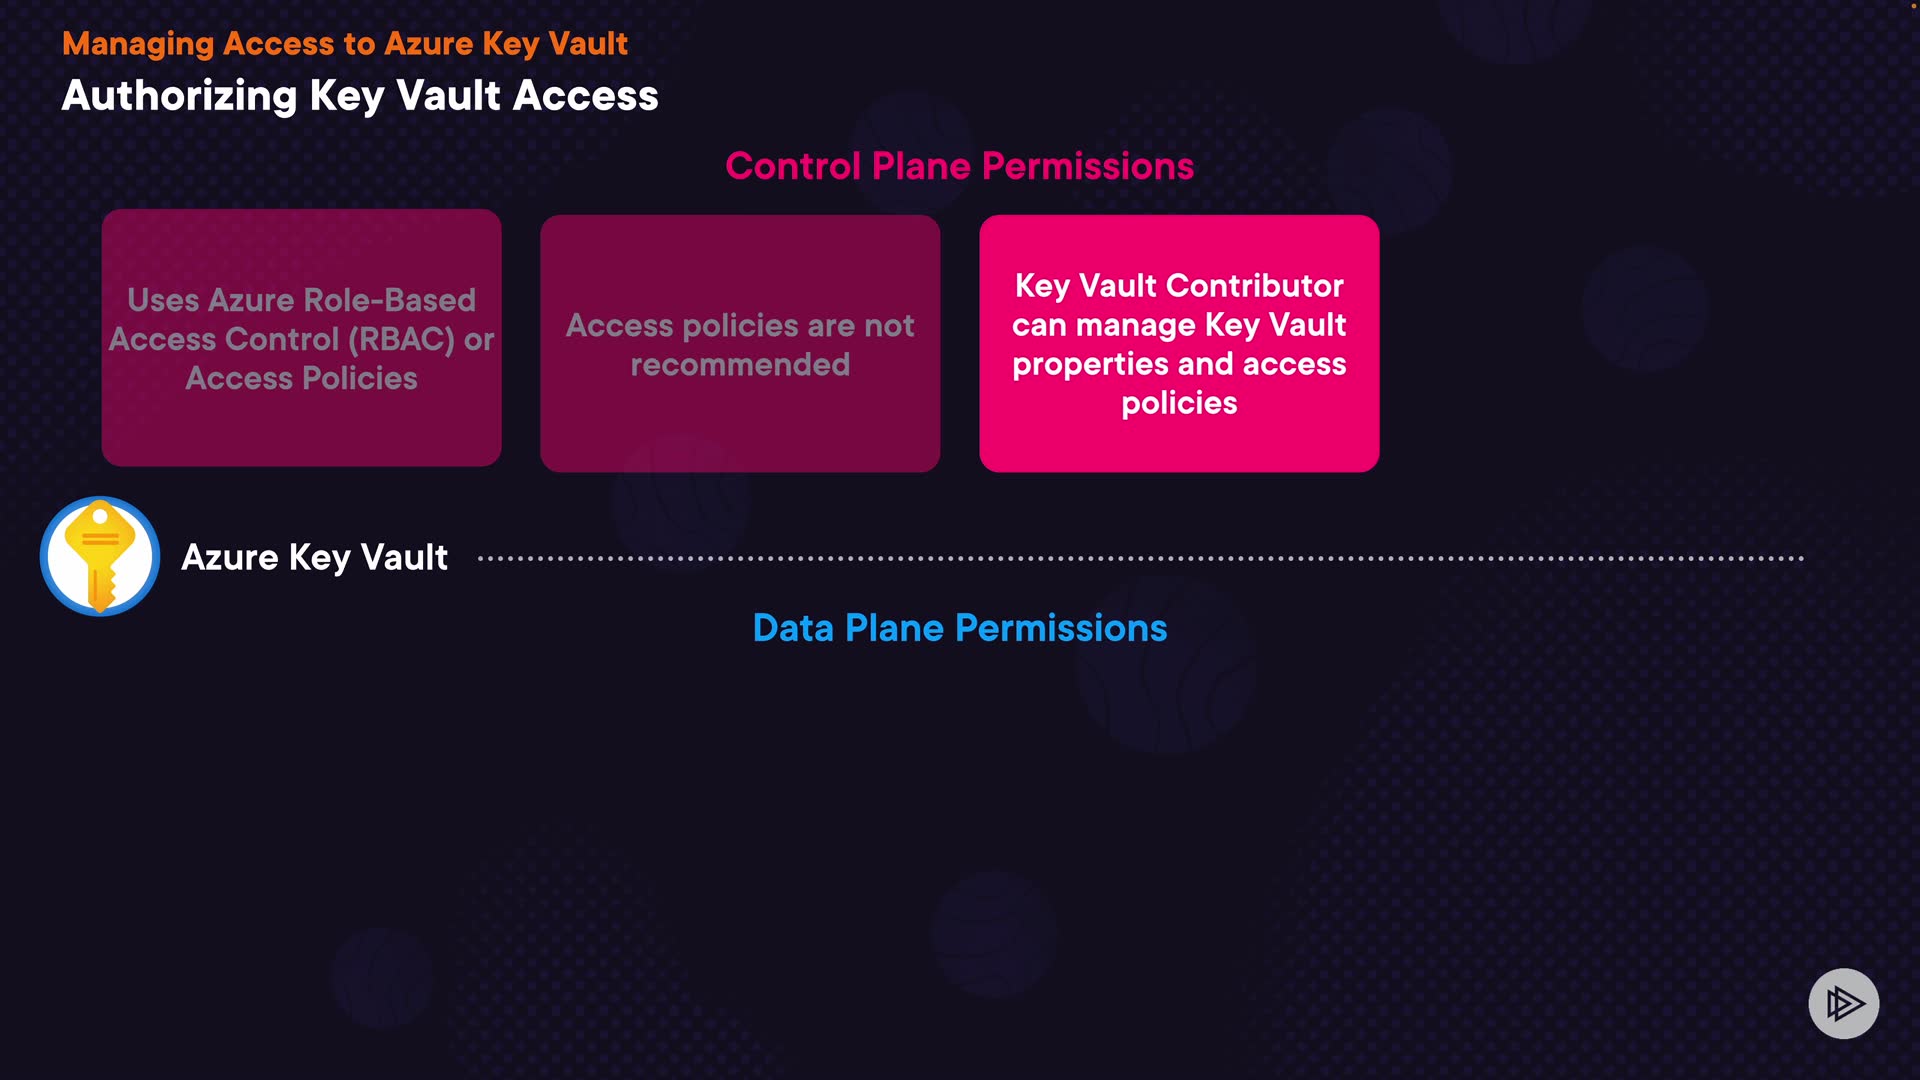 Managing Access to Azure Key Vault
Authorizing Key Vault Access
Control Plane Permissions
Uses Azure Role-Based
Access Control (RBAC) or
Access Policies
Access policies are not
recommended
Key Vault Contributor
can manage Key Vault
properties and access
policies
Azure Key Vault
Data Plane Permissions